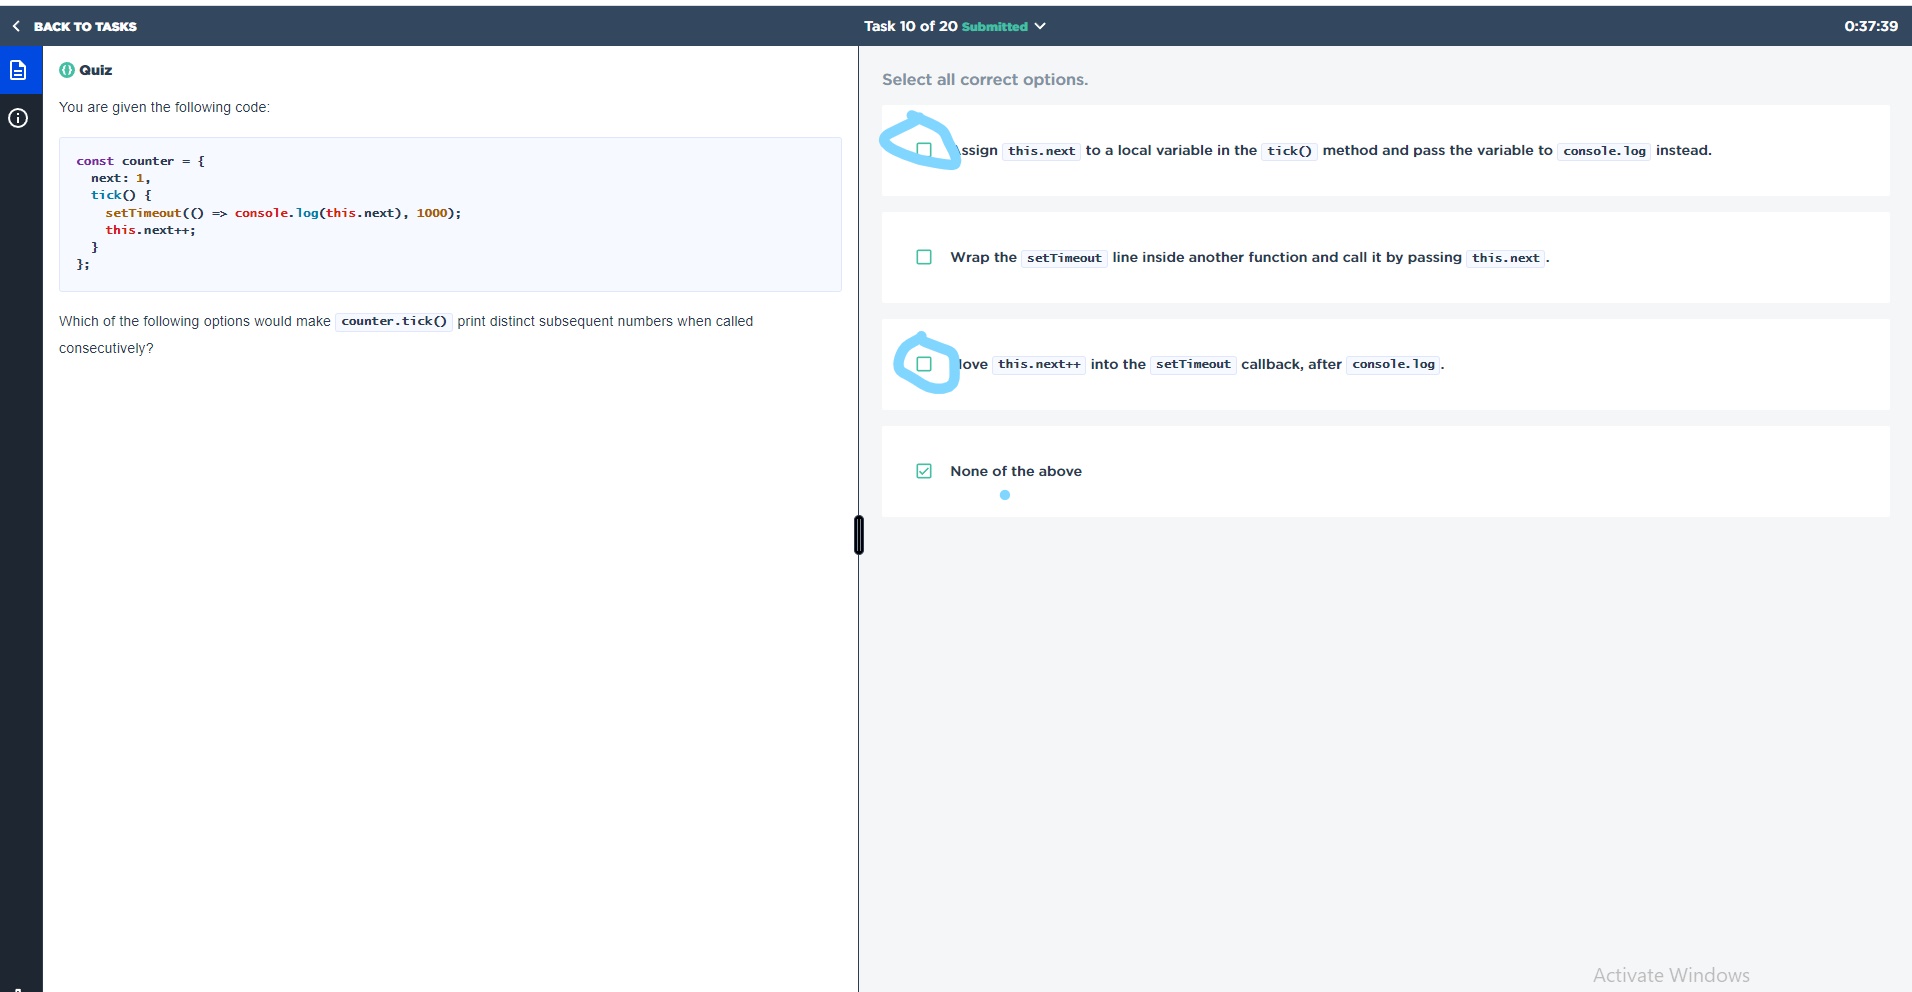 BACK TO TASKS
Task 10 of 20 Submitted
0:37:39
Quiz
You are given the following code:
const counter = {
next: 1,
tick() {
setTimeout(() => console.log(this.next), 1000);
this.next++;
}
};
Which of the following options would make counter.tick() print distinct subsequent numbers when called
consecutively?
Select all correct options.
ssign this.next to a local variable in the tick() method and pass the variable to console.log instead.
Wrap the setTimeout line inside another function and call it by passing this.next.
ove this.next++ into the setTimeout callback, after console.log.
None of the above
Activate Windows